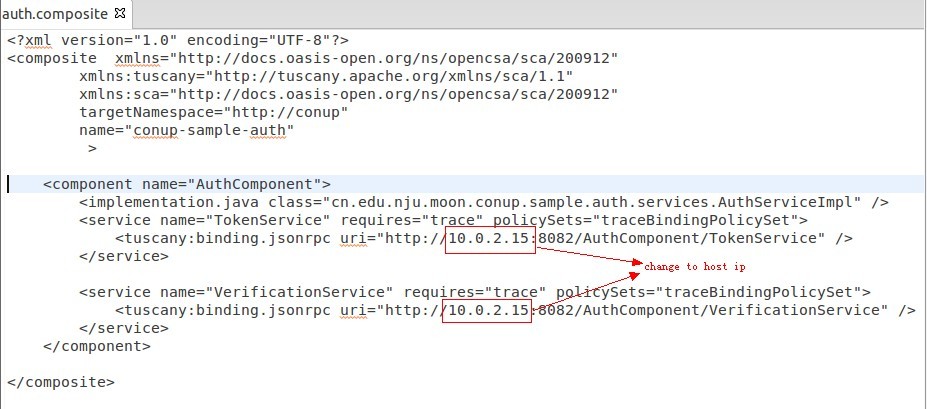 auth.composite
<?xml version="1.0" encoding="UTF-8"?>
<composite  xmlns="http://docs.oasis-open.org/ns/opencsa/sca/200912"
        xmlns:tuscany="http://tuscany.apache.org/xmlns/sca/1.1"
        xmlns:sca="http://docs.oasis-open.org/ns/opencsa/sca/200912"
        targetNamespace="http://conup"
        name="conup-sample-auth"
         >
    <component name="AuthComponent">
        <implementation.java class="cn.edu.nju.moon.conup.sample.auth.services.AuthServiceImpl" />
        <service name="TokenService" requires="trace" policySets="traceBindingPolicySet">
            <tuscany:binding.jsonrpc uri="http://10.0.2.15:8082/AuthComponent/TokenService" />
        </service>
change to host ip
        <service name="VerificationService" requires="trace" policySets="traceBindingPolicySet">
            <tuscany:binding.jsonrpc uri="http://10.0.2.15:8082/AuthComponent/VerificationService" />
        </service>
    </component>
</composite>